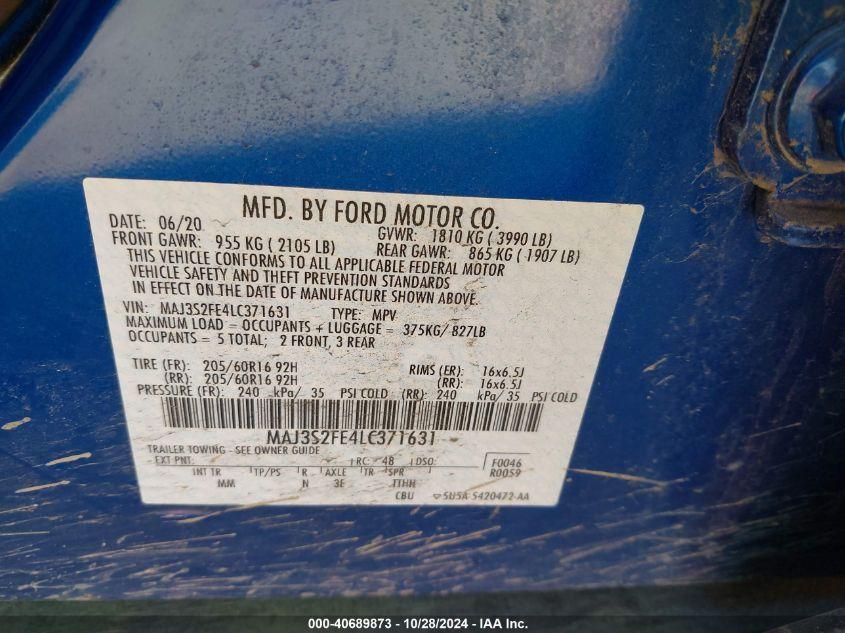 MFD. BY FORD MOTOR CO.
DATE: 06/20 GVWR: 1810 KG ( 3990 LB)
FRONT GAWR: 955 KG ( 2105 LB) REAR GAWR: 865 KG ( 1907 LB)
THIS VEHICLE CONFORMS TO ALL APPLICABLE FEDERAL MOTOR
VEHICLE SAFETY AND THEFT PREVENTION STANDARDS
IN EFFECT ON THE DATE OF MANUFACTURE SHOWN ABOVE.
VIN: MAJ3S2FE4LC371631 TYPE: MPV
MAXIMUM LOAD = OCCUPANTS + LUGGAGE = 375KG/827LB
OCCUPANTS = 5 TOTAL; 2 FRONT, 3 REAR
TIRE (FR): 205/60R16 92H RIMS (FR): 16x6.5J
(RR): 205/60R16 92H (RR): 16x6.5J
PRESSURE (FR): 240 kPa/ 35 PSI COLD (RR): 240 kPa/35 PSI COLD
MAJ3S2FE4LC371631
TRAILER TOWING - SEE OWNER GUIDE
EXT PNT: RC: 48 DSO: F0046
INT TR TP/PS R AXLE TR SPR R0059
MM N 3E TTHH
CBU 5U5A-5420472-AA
000-40689873 - 10/28/2024 - IAA Inc.